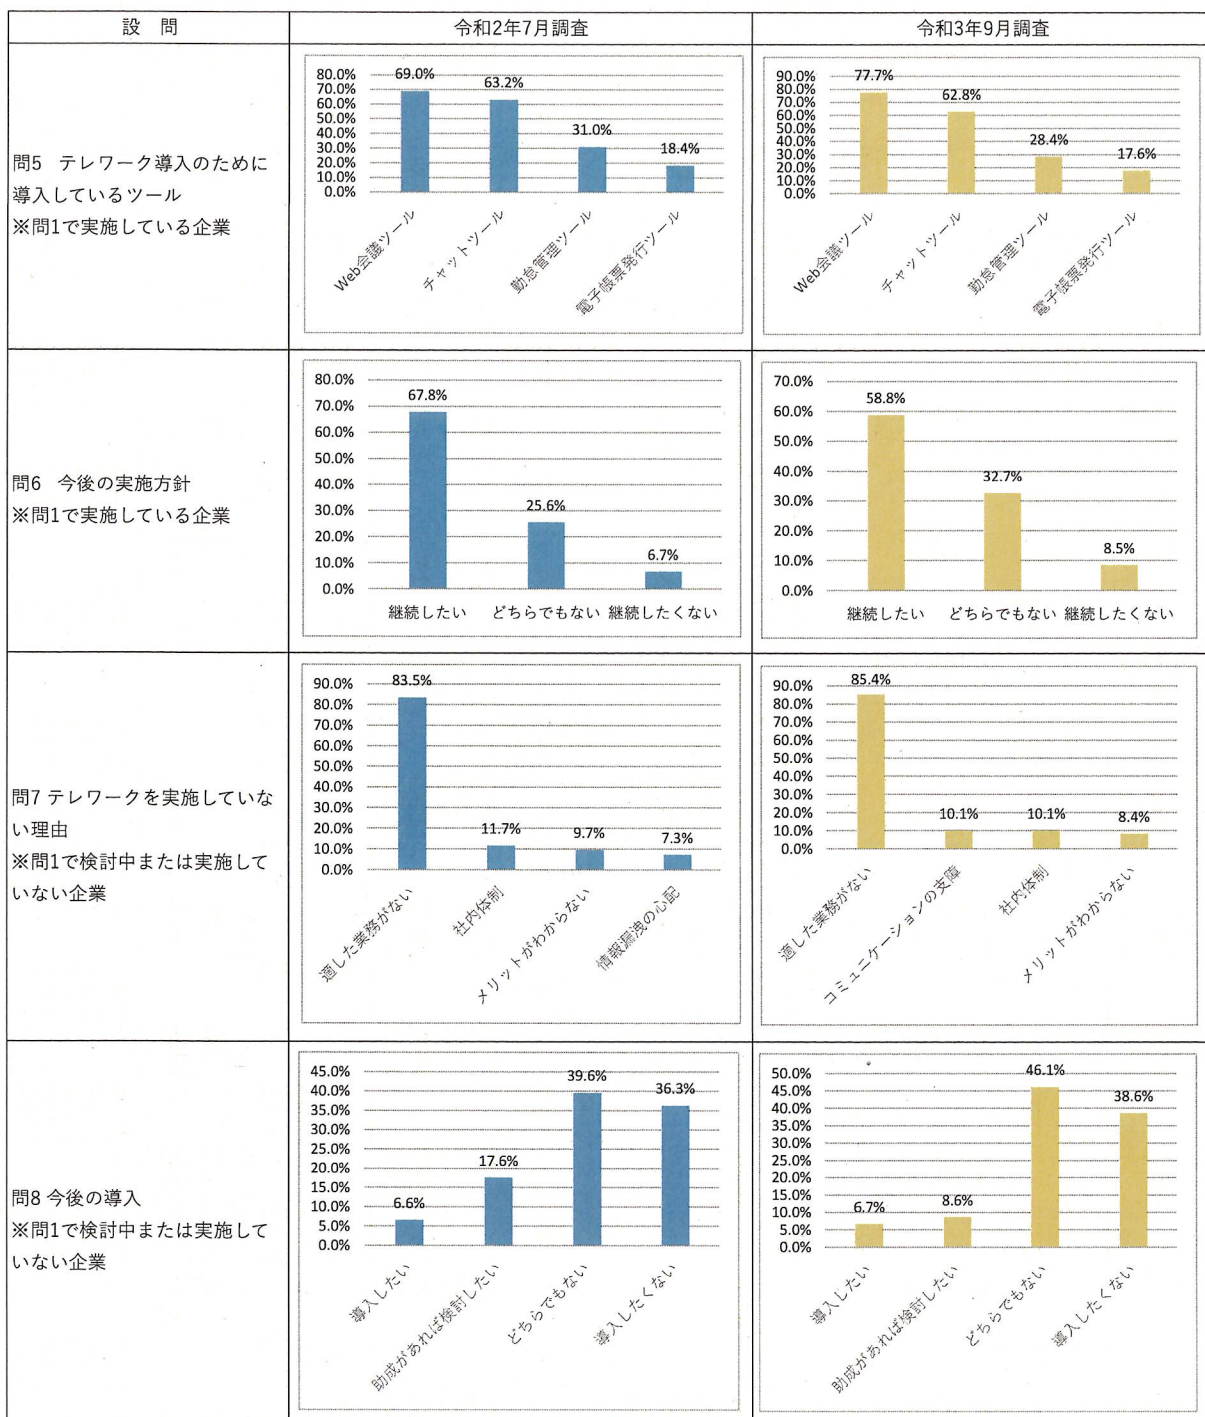 設　問
令和2年7月調査
令和3年9月調査
問5　テレワーク導入のために
導入しているツール
※問1で実施している企業
80.0%
70.0%
60.0%
50.0%
40.0%
30.0%
20.0%
10.0%
0.0%
69.0%
63.2%
31.0%
18.4%
Web会議ツール
チャットツール
勤怠管理ツール
電子帳票発行ツール
90.0%
80.0%
70.0%
60.0%
50.0%
40.0%
30.0%
20.0%
10.0%
0.0%
77.7%
62.8%
28.4%
17.6%
Web会議ツール
チャットツール
勤怠管理ツール
電子帳票発行ツール
問6　今後の実施方針
※問1で実施している企業
80.0%
70.0%
60.0%
50.0%
40.0%
30.0%
20.0%
10.0%
0.0%
67.8%
25.6%
6.7%
継続したい
どちらでもない
継続したくない
70.0%
60.0%
50.0%
40.0%
30.0%
20.0%
10.0%
0.0%
58.8%
32.7%
8.5%
継続したい
どちらでもない
継続したくない
問7 テレワークを実施していな
い理由
※問1で検討中または実施して
いない企業
90.0%
80.0%
70.0%
60.0%
50.0%
40.0%
30.0%
20.0%
10.0%
0.0%
83.5%
11.7%
9.7%
7.3%
適した業務がない
社内体制
メリットがわからない
情報漏洩の心配
90.0%
80.0%
70.0%
60.0%
50.0%
40.0%
30.0%
20.0%
10.0%
0.0%
85.4%
10.1%
10.1%
8.4%
適した業務がない
コミュニケーションの支障
社内体制
メリットがわからない
問8 今後の導入
※問1で検討中または実施して
いない企業
45.0%
40.0%
35.0%
30.0%
25.0%
20.0%
15.0%
10.0%
5.0%
0.0%
6.6%
17.6%
39.6%
36.3%
導入したい
助成があれば検討したい
どちらでもない
導入したくない
50.0%
45.0%
40.0%
35.0%
30.0%
25.0%
20.0%
15.0%
10.0%
5.0%
0.0%
6.7%
8.6%
46.1%
38.6%
導入したい
助成があれば検討したい
どちらでもない
導入したくない